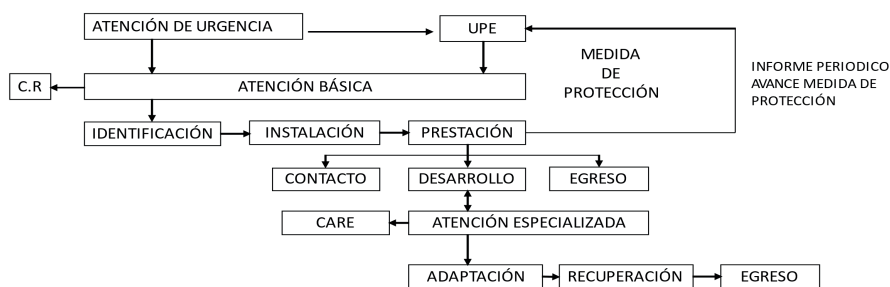 ATENCIÓN DE URGENCIA
UPE
MEDIDA
DE
PROTECCIÓN
INFORME PERIODICO
AVANCE MEDIDA DE
PROTECCIÓN
C.R
ATENCIÓN BÁSICA
IDENTIFICACIÓN
INSTALACIÓN
PRESTACIÓN
CONTACTO
DESARROLLO
EGRESO
CARE
ATENCIÓN ESPECIALIZADA
ADAPTACIÓN
RECUPERACIÓN
EGRESO